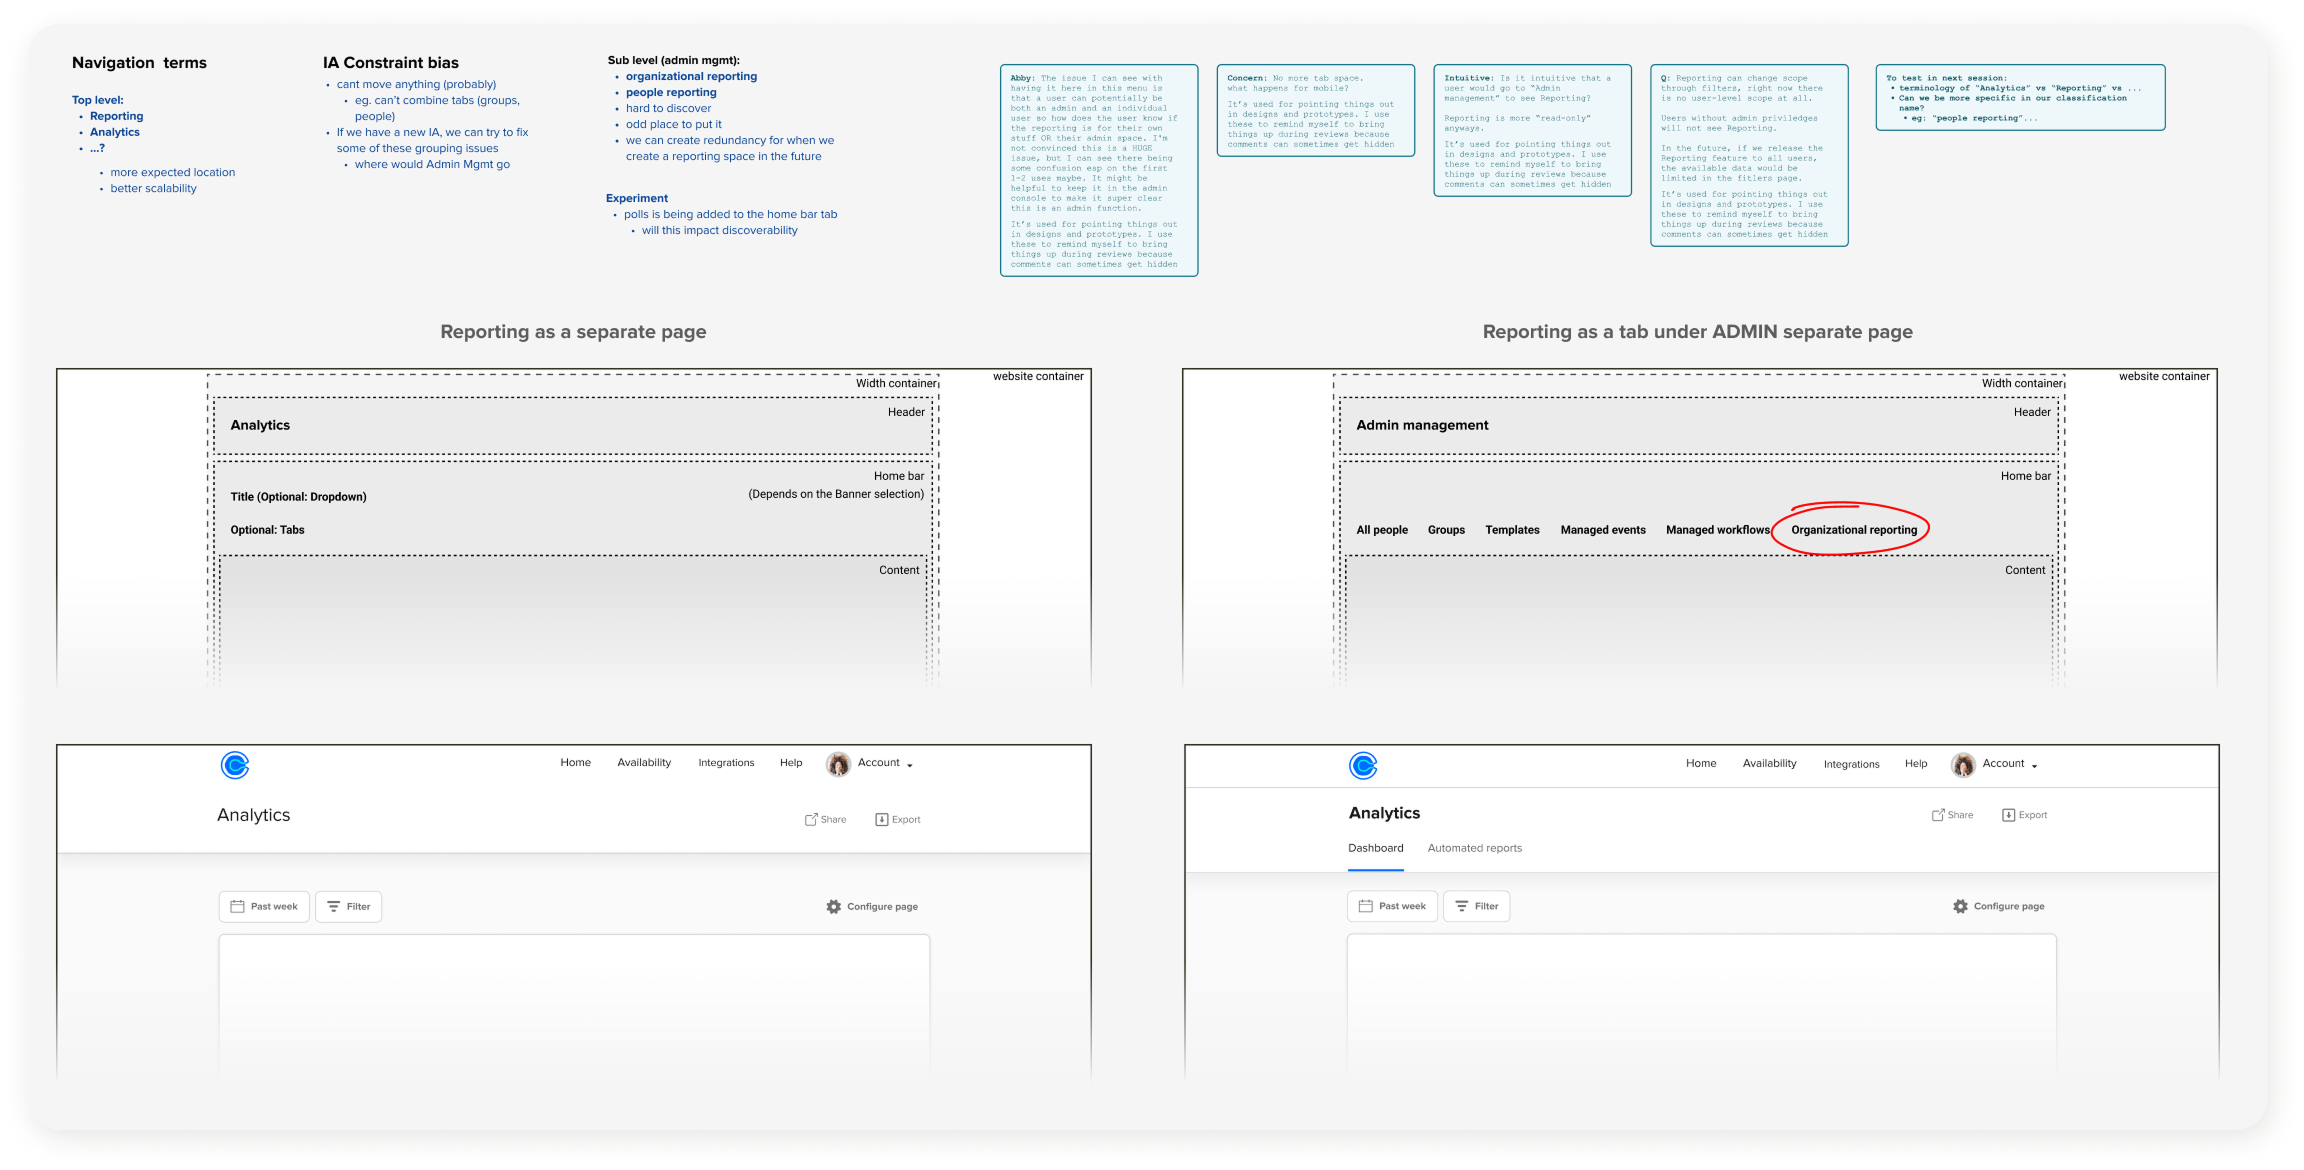 Navigation  terms
Top level:
• Reporting
• Analytics
• ...?
• more expected location
• better scalability
IA Constraint bias
• cant move anything (probably)
• eg. can't combine tabs (groups,
people)
• If we have a new IA, we can try to fix
some of these grouping issues
• where would Admin Mgmt go
Sub level (admin mgmt):
• organizational reporting
• people reporting
• hard to discover
• odd place to put it
• we can create redundancy for when we
create a reporting space in the future
Experiment
• polls is being added to the home bar tab
• will this impact discoverability
Abby: The issue I can see with
having it here in this menu is
that a user can potentially be
both an admin and an individual
user so how does the user know if
the reporting is for their own
stuff OR their admin space. I'm
not convinced this is a HUGE
issue, but I can see there being
some confusion esp on the first
1-2 uses maybe. It might be
helpful to keep it in the admin
console to make it super clear
this is an admin function.
It's used for pointing things out
in designs and prototypes. I use
these to remind myself to bring
things up during reviews because
comments can sometimes get hidden
Concern: No more tab space.
what happens for mobile?
It's used for pointing things out
in designs and prototypes. I use
these to remind myself to bring
things up during reviews because
comments can sometimes get hidden
Intuitive: Is it intuitive that a
user would go to "Admin
management" to see Reporting?
Reporting is more "read-only"
anyways.
It's used for pointing things out
in designs and prototypes. I use
these to remind myself to bring
things up during reviews because
comments can sometimes get hidden
Q: Reporting can change scope
through filters, right now there
is no user-level scope at all.
Users without admin priviledges
will not see Reporting.
In the future, if we release the
Reporting feature to all users,
the available data would be
limited in the fitlers page.
It's used for pointing things out
in designs and prototypes. I use
these to remind myself to bring
things up during reviews because
comments can sometimes get hidden
To test in next session:
• terminology of "Analytics" vs "Reporting" vs ...
• Can we be more specific in our classification
name?
• eg: "people reporting"...
Reporting as a separate page
website container
Width container
Header
Analytics
Home bar
(Depends on the Banner selection)
Title (Optional: Dropdown)
Optional: Tabs
Content
Reporting as a tab under ADMIN separate page
website container
Width container
Header
Admin management
Home bar
All people Groups Templates Managed events Managed workflows Organizational reporting
Content
Home Availability Integrations Help Account
Analytics
Share Export
Past week Filter Configure page
Home Availability Integrations Help Account
Analytics
Share Export
Dashboard Automated reports
Past week Filter Configure page